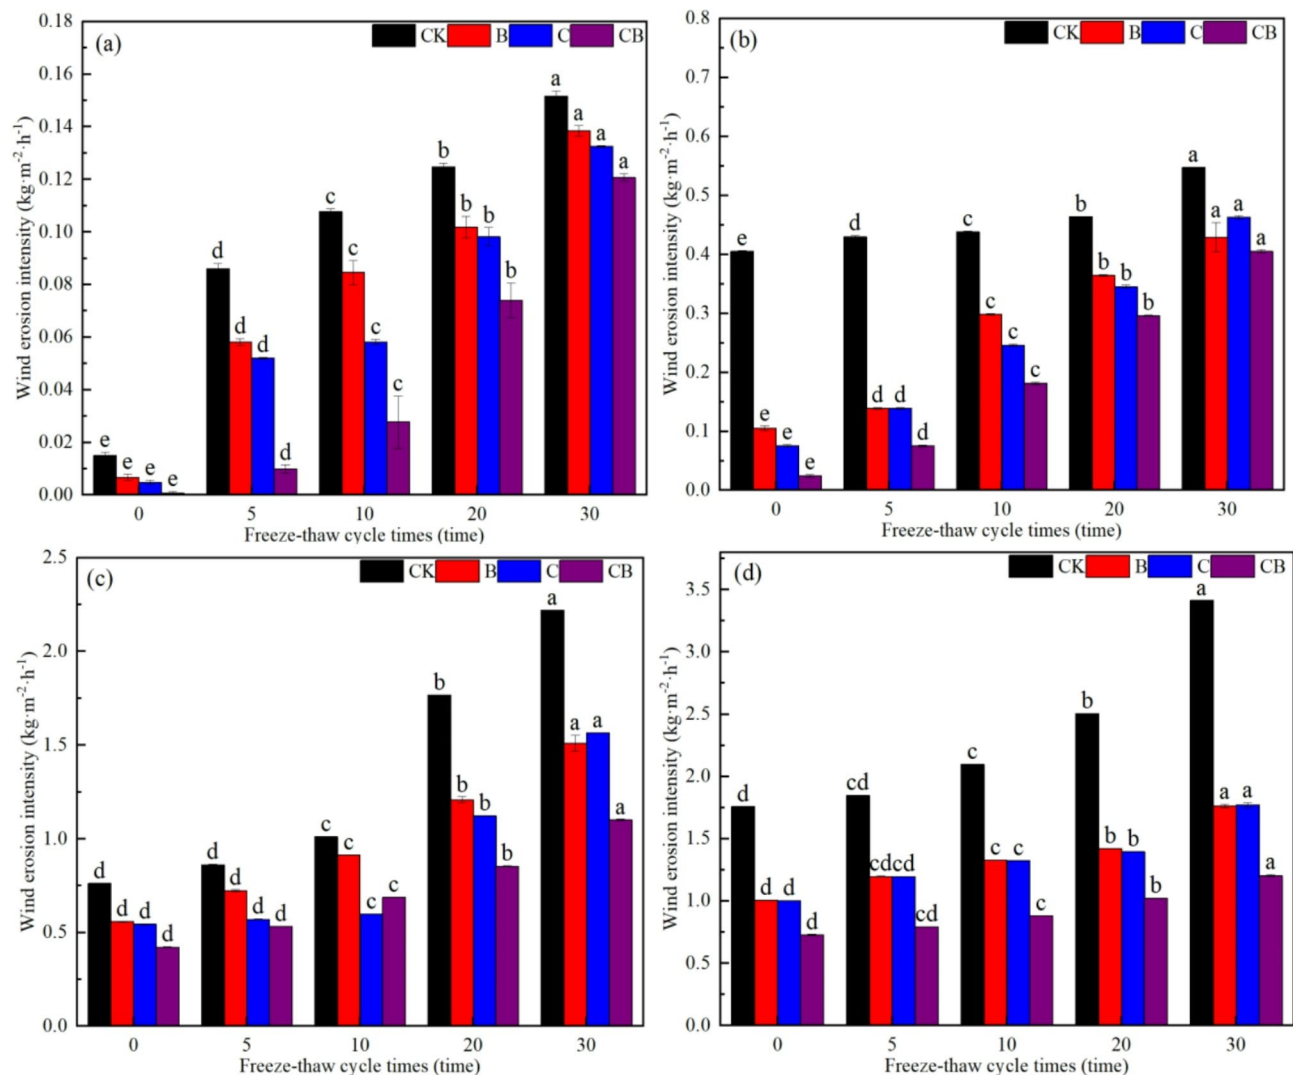 (a)
CK B C CB
0.18
0.16
0.14
0.12
0.10
0.08
0.06
0.04
0.02
0.00
Wind erosion intensity (kg·m⁻²·h⁻¹)
e e e e
d d d d
c c c c
b b b b
a a a a
0 5 10 20 30
Freeze-thaw cycle times (time)
(b)
CK B C CB
0.8
0.7
0.6
0.5
0.4
0.3
0.2
0.1
0.0
Wind erosion intensity (kg·m⁻²·h⁻¹)
e e e e
d d d d
c c c c
b b b b
a a a a
0 5 10 20 30
Freeze-thaw cycle times (time)
(c)
CK B C CB
2.5
2.0
1.5
1.0
0.5
0.0
Wind erosion intensity (kg·m⁻²·h⁻¹)
d d d d
d d d d
c c c c
b b b b
a a a a
0 5 10 20 30
Freeze-thaw cycle times (time)
(d)
CK B C CB
3.5
3.0
2.5
2.0
1.5
1.0
0.5
0.0
Wind erosion intensity (kg·m⁻²·h⁻¹)
d d d d
cd cd cd cd
c c c c
b b b b
a a a a
0 5 10 20 30
Freeze-thaw cycle times (time)